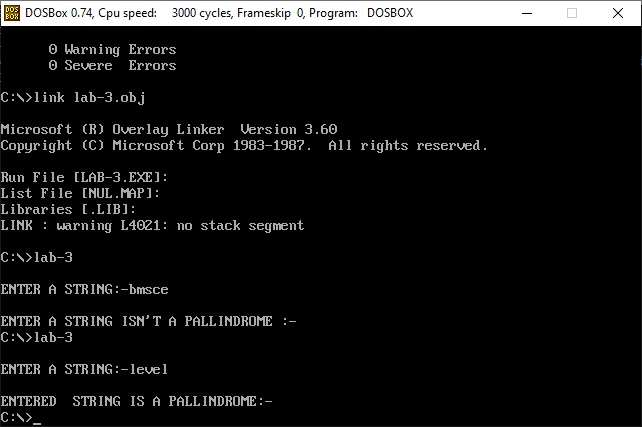 DOSBox 0.74, Cpu speed: 3000 cycles, Frameskip 0, Program: DOSBOX
0 Warning Errors
0 Severe Errors
C:\>link lab-3.obj
Microsoft (R) Overlay Linker Version 3.60
Copyright (C) Microsoft Corp 1983-1987. All rights reserved.
Run File [LAB-3.EXE]:
List File [NUL.MAP]:
Libraries [.LIB]:
LINK : warning L4021: no stack segment
C:\>lab-3
ENTER A STRING:-bmsce
ENTER A STRING ISN'T A PALLINDROME :-
C:\>lab-3
ENTER A STRING:-level
ENTERED  STRING IS A PALLINDROME:-
C:\>_